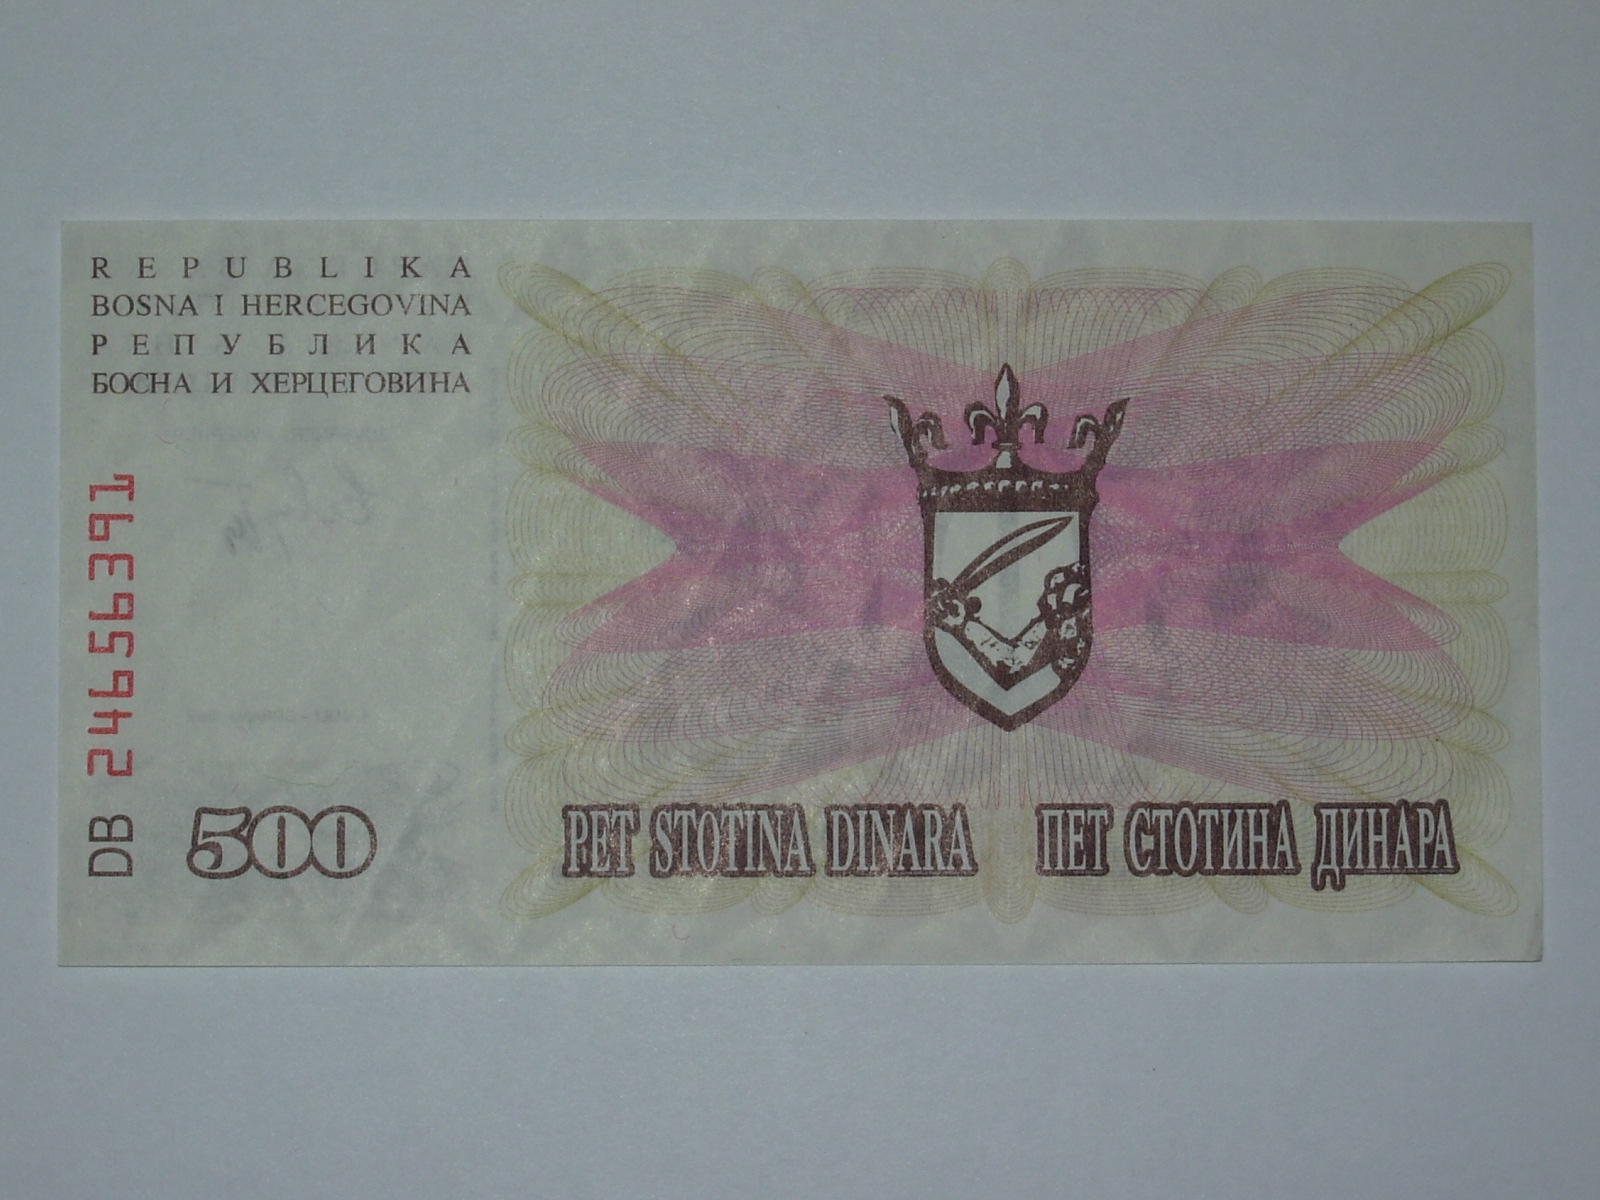 REPUBLIKA
BOSNA I HERCEGOVINA
РЕПУБЛИКА
БОСНА И ХЕРЦЕГОВИНА
DB 24656391
500
PET STOTINA DINARA ПЕТ СТОТИНА ДИНАРА